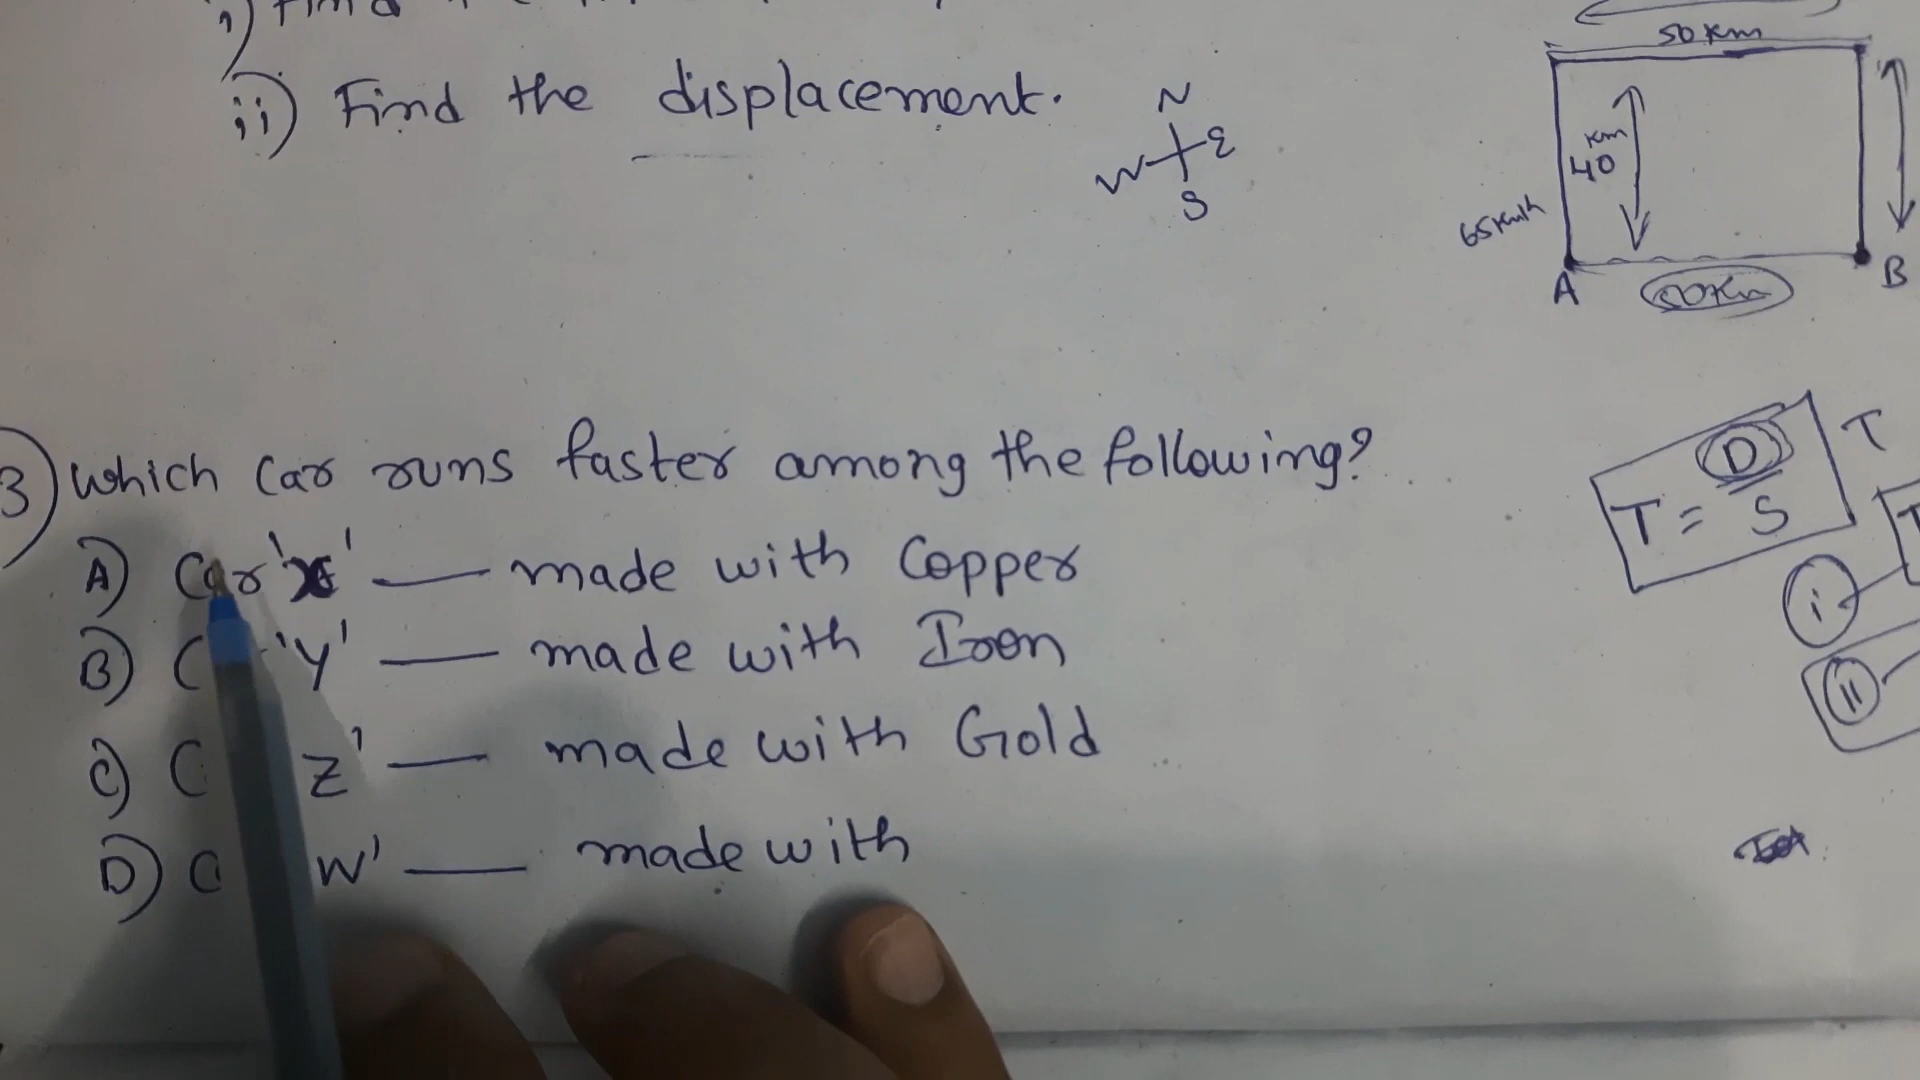 i) Find
ii) Find the displacement.
N
W E
S
50 km
40 km
65 km/h
A
B
3) Which Car runs faster among the following?
A) Car 'X' — made with Copper
B) C 'Y' — made with Iron
C) C Z' — made with Gold
D) C W' — made with
T = D
S
T
T
i
ii